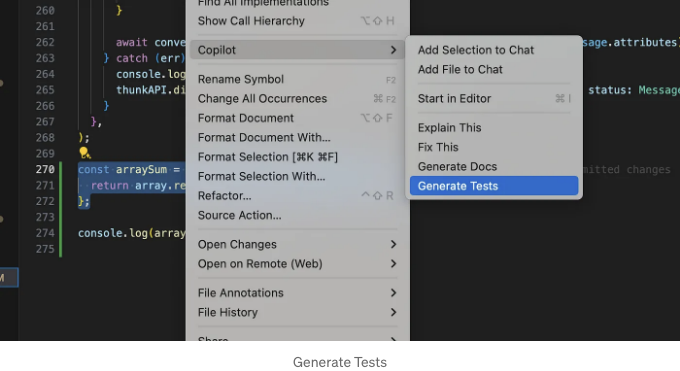 260 }
Find All Implementations
261
Show Call Hierarchy ⌥⇧ H
262 await conve
sage.attributes)
Copilot >
Add Selection to Chat
263 } catch (err)
Add File to Chat
264 console.log
Rename Symbol F2
265 thunkAPI.di
status: Message
Change All Occurrences ⌘ F2
Start in Editor ⌘ I
266 }
Format Document ⌥⇧ F
267 },
Explain This
Format Document With...
268 );
Fix This
269
Format Selection [⌘K ⌘F]
Generate Docs
270 const arraySum =
mitted changes
Format Selection With...
271 return array.re
Generate Tests
Refactor... ^⇧ R
272 };
Source Action...
273
274 console.log(array
Open Changes >
275
Open on Remote (Web) >
M
File Annotations >
File History >
Share
Generate Tests